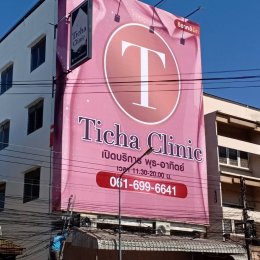 T
Ticha Clinic
เปิดบริการ พุธ-อาทิตย์
เวลา 11.30-20.00 น.
061-699-6641